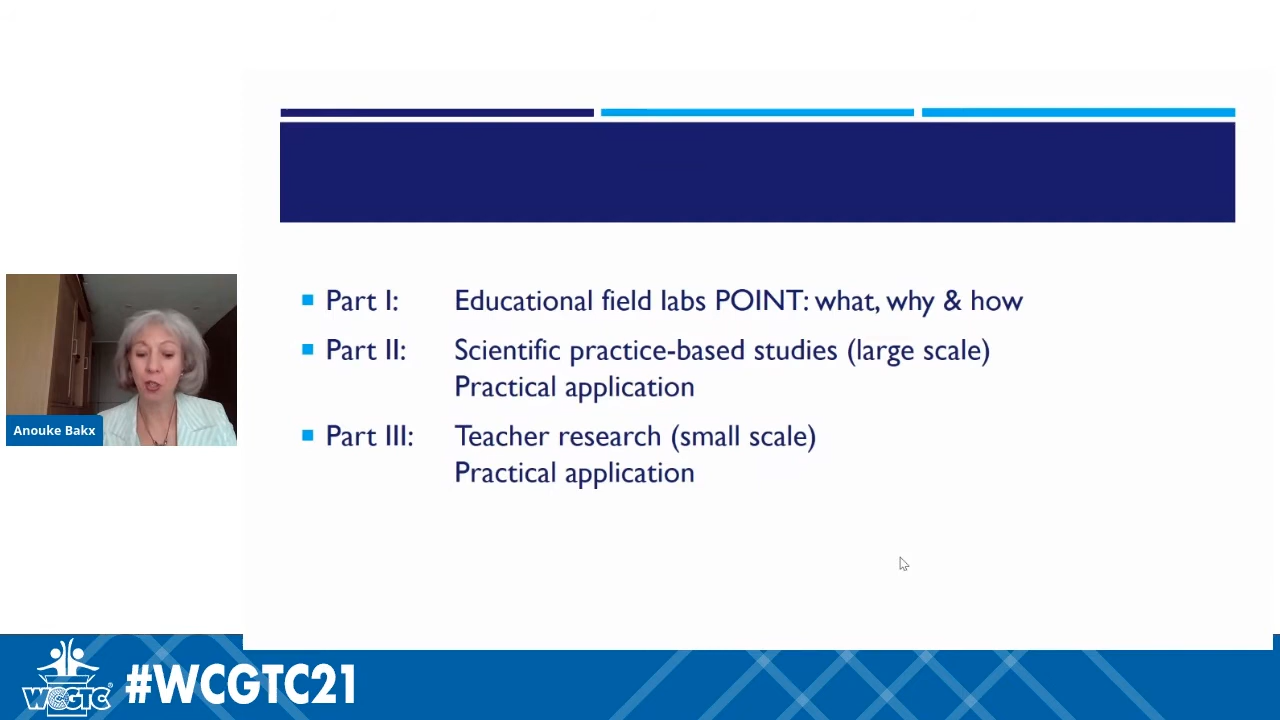 Part I: Educational field labs POINT: what, why & how
Part II: Scientific practice-based studies (large scale)
Practical application
Part III: Teacher research (small scale)
Practical application
Anouke Bakx
WCGTC
#WCGTC21